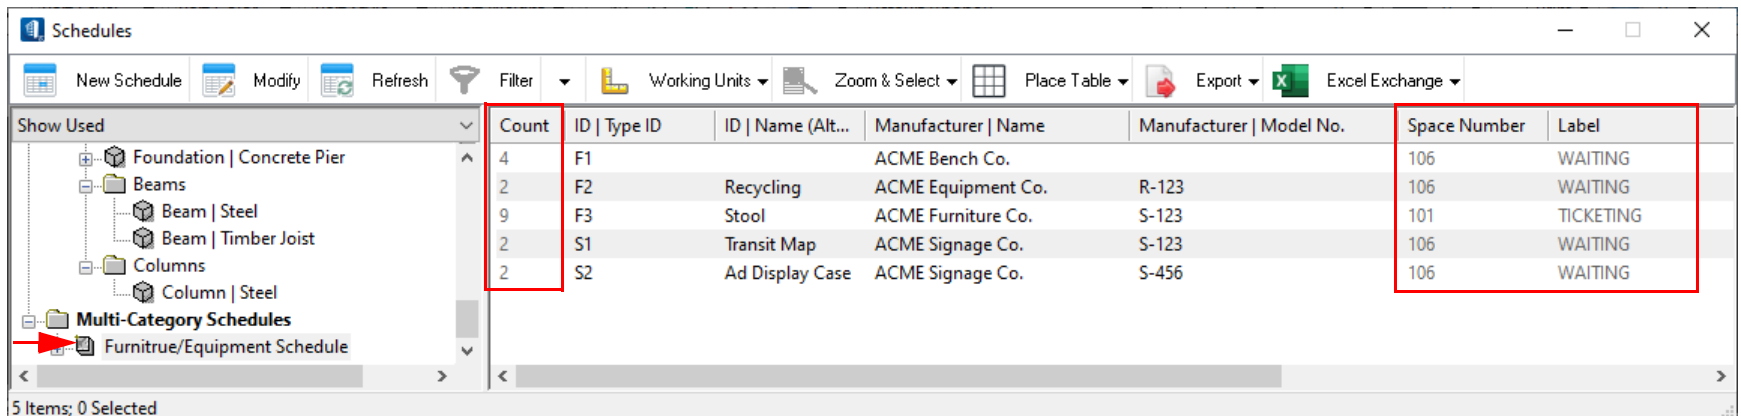 Schedules
New Schedule Modify Refresh Filter Working Units Zoom & Select Place Table Export Excel Exchange
Show Used
Foundation | Concrete Pier
Beams
Beam | Steel
Beam | Timber Joist
Columns
Column | Steel
Multi-Category Schedules
Furnitrue/Equipment Schedule
Count ID | Type ID ID | Name (Alt... Manufacturer | Name Manufacturer | Model No. Space Number Label
4 F1 ACME Bench Co. 106 WAITING
2 F2 Recycling ACME Equipment Co. R-123 106 WAITING
9 F3 Stool ACME Furniture Co. S-123 101 TICKETING
2 S1 Transit Map ACME Signage Co. S-123 106 WAITING
2 S2 Ad Display Case ACME Signage Co. S-456 106 WAITING
5 Items; 0 Selected